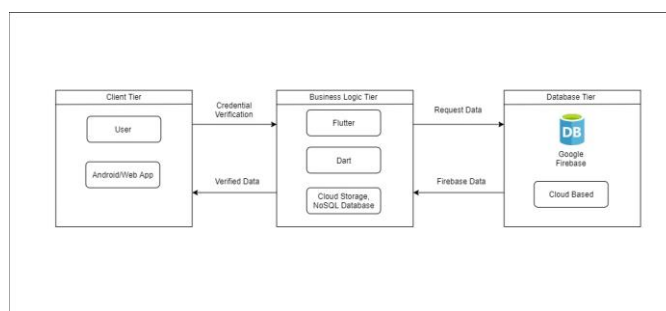 Client Tier
User
Android/Web App
Credential
Verification
Verified Data
Business Logic Tier
Flutter
Dart
Cloud Storage,
NoSQL Database
Request Data
Firebase Data
Database Tier
DB
Google
Firebase
Cloud Based